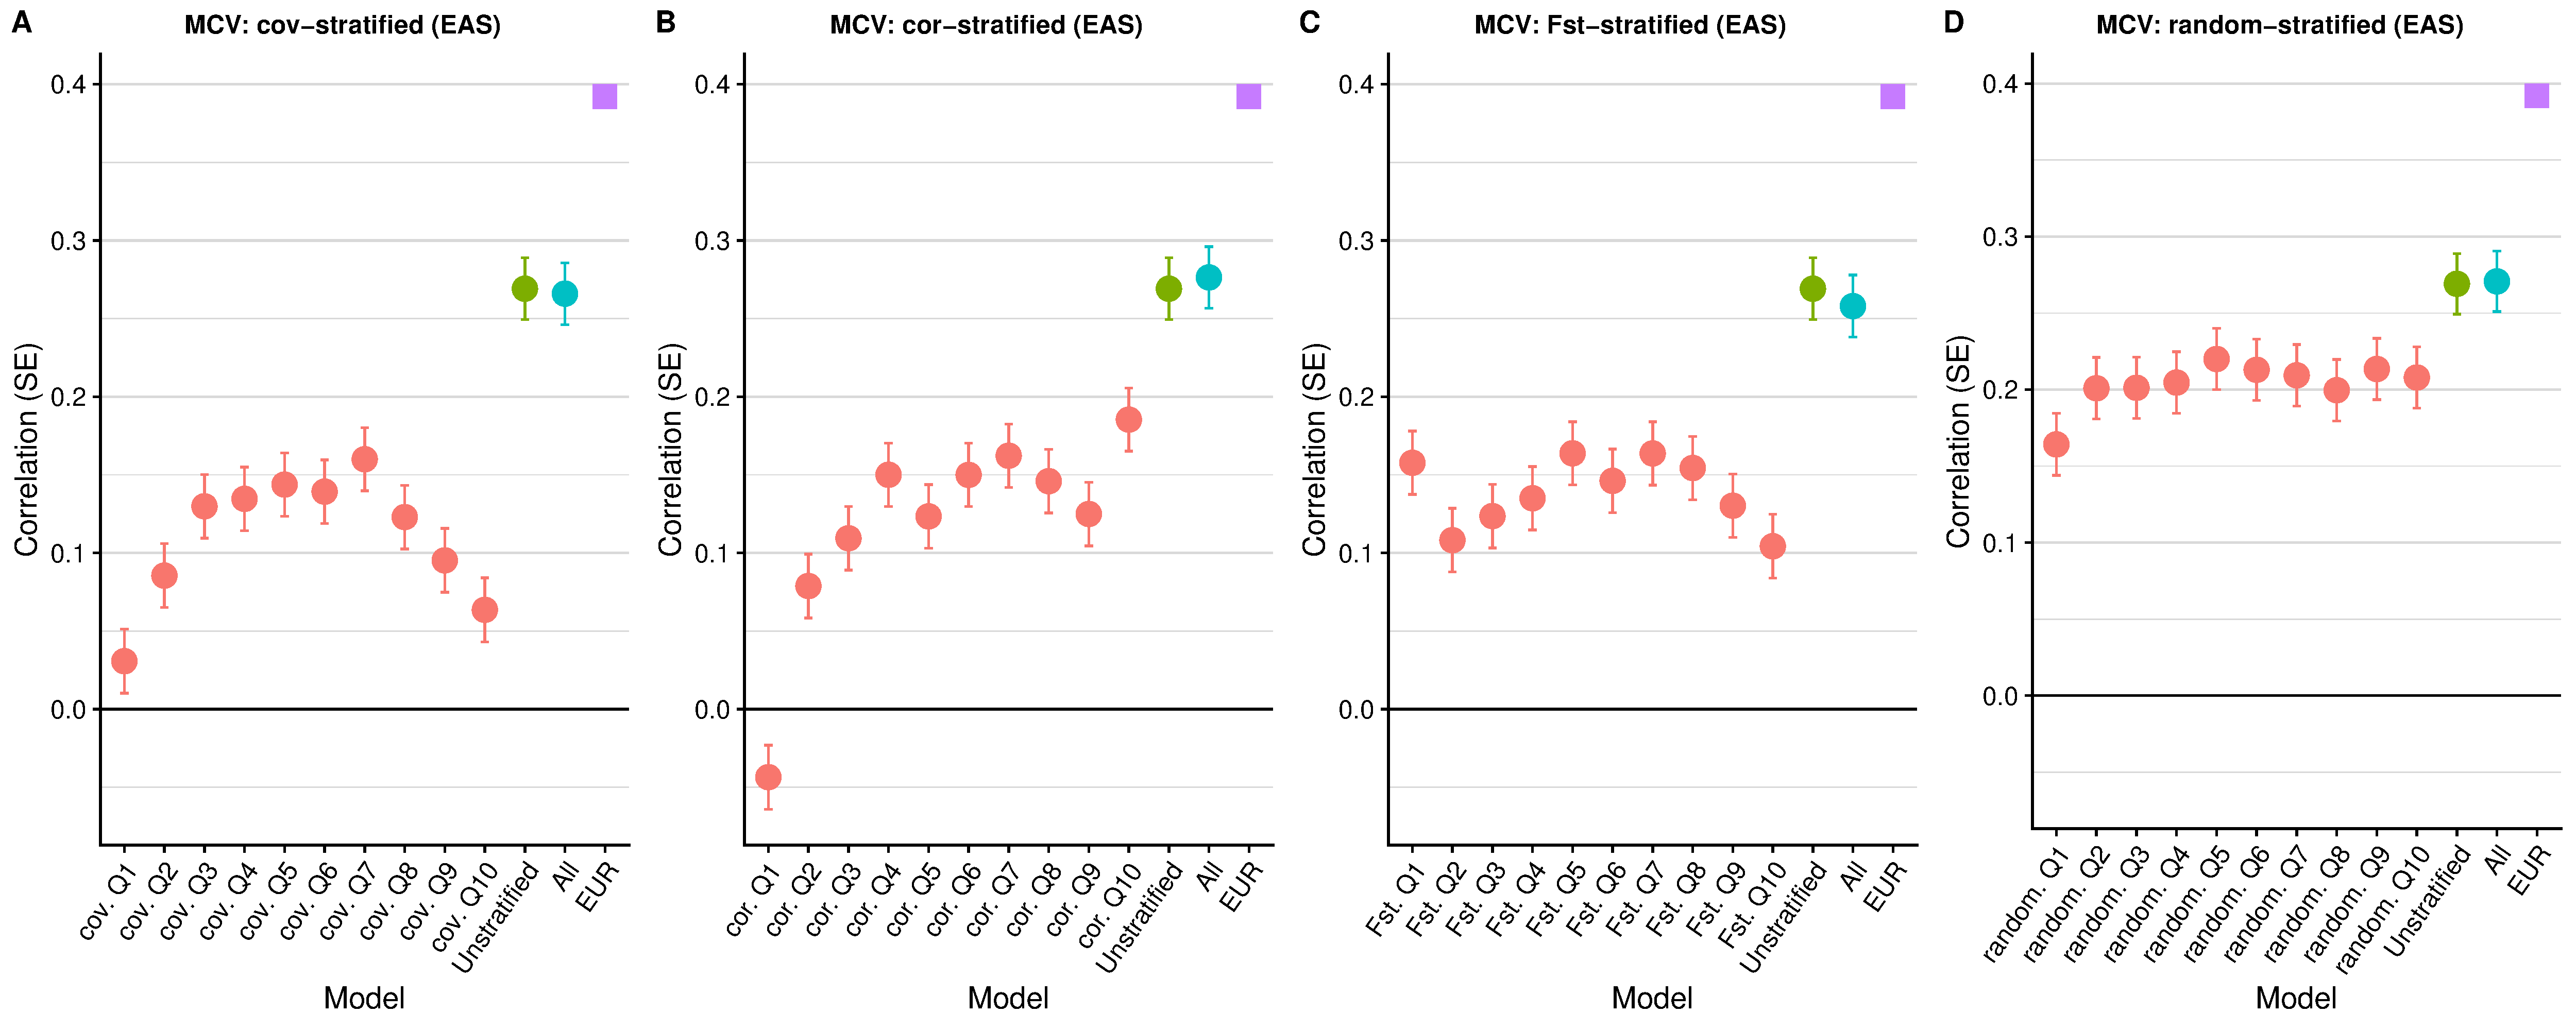 A
MCV: cov−stratified (EAS)
0.4
0.3
0.2
0.1
0.0
Correlation (SE)
cov. Q1
cov. Q2
cov. Q3
cov. Q4
cov. Q5
cov. Q6
cov. Q7
cov. Q8
cov. Q9
cov. Q10
Unstratified
All
EUR
Model
B
MCV: cor−stratified (EAS)
0.4
0.3
0.2
0.1
0.0
Correlation (SE)
cor. Q1
cor. Q2
cor. Q3
cor. Q4
cor. Q5
cor. Q6
cor. Q7
cor. Q8
cor. Q9
cor. Q10
Unstratified
All
EUR
Model
C
MCV: Fst−stratified (EAS)
0.4
0.3
0.2
0.1
0.0
Correlation (SE)
Fst. Q1
Fst. Q2
Fst. Q3
Fst. Q4
Fst. Q5
Fst. Q6
Fst. Q7
Fst. Q8
Fst. Q9
Fst. Q10
Unstratified
All
EUR
Model
D
MCV: random−stratified (EAS)
0.4
0.3
0.2
0.1
0.0
Correlation (SE)
random. Q1
random. Q2
random. Q3
random. Q4
random. Q5
random. Q6
random. Q7
random. Q8
random. Q9
random. Q10
Unstratified
All
EUR
Model